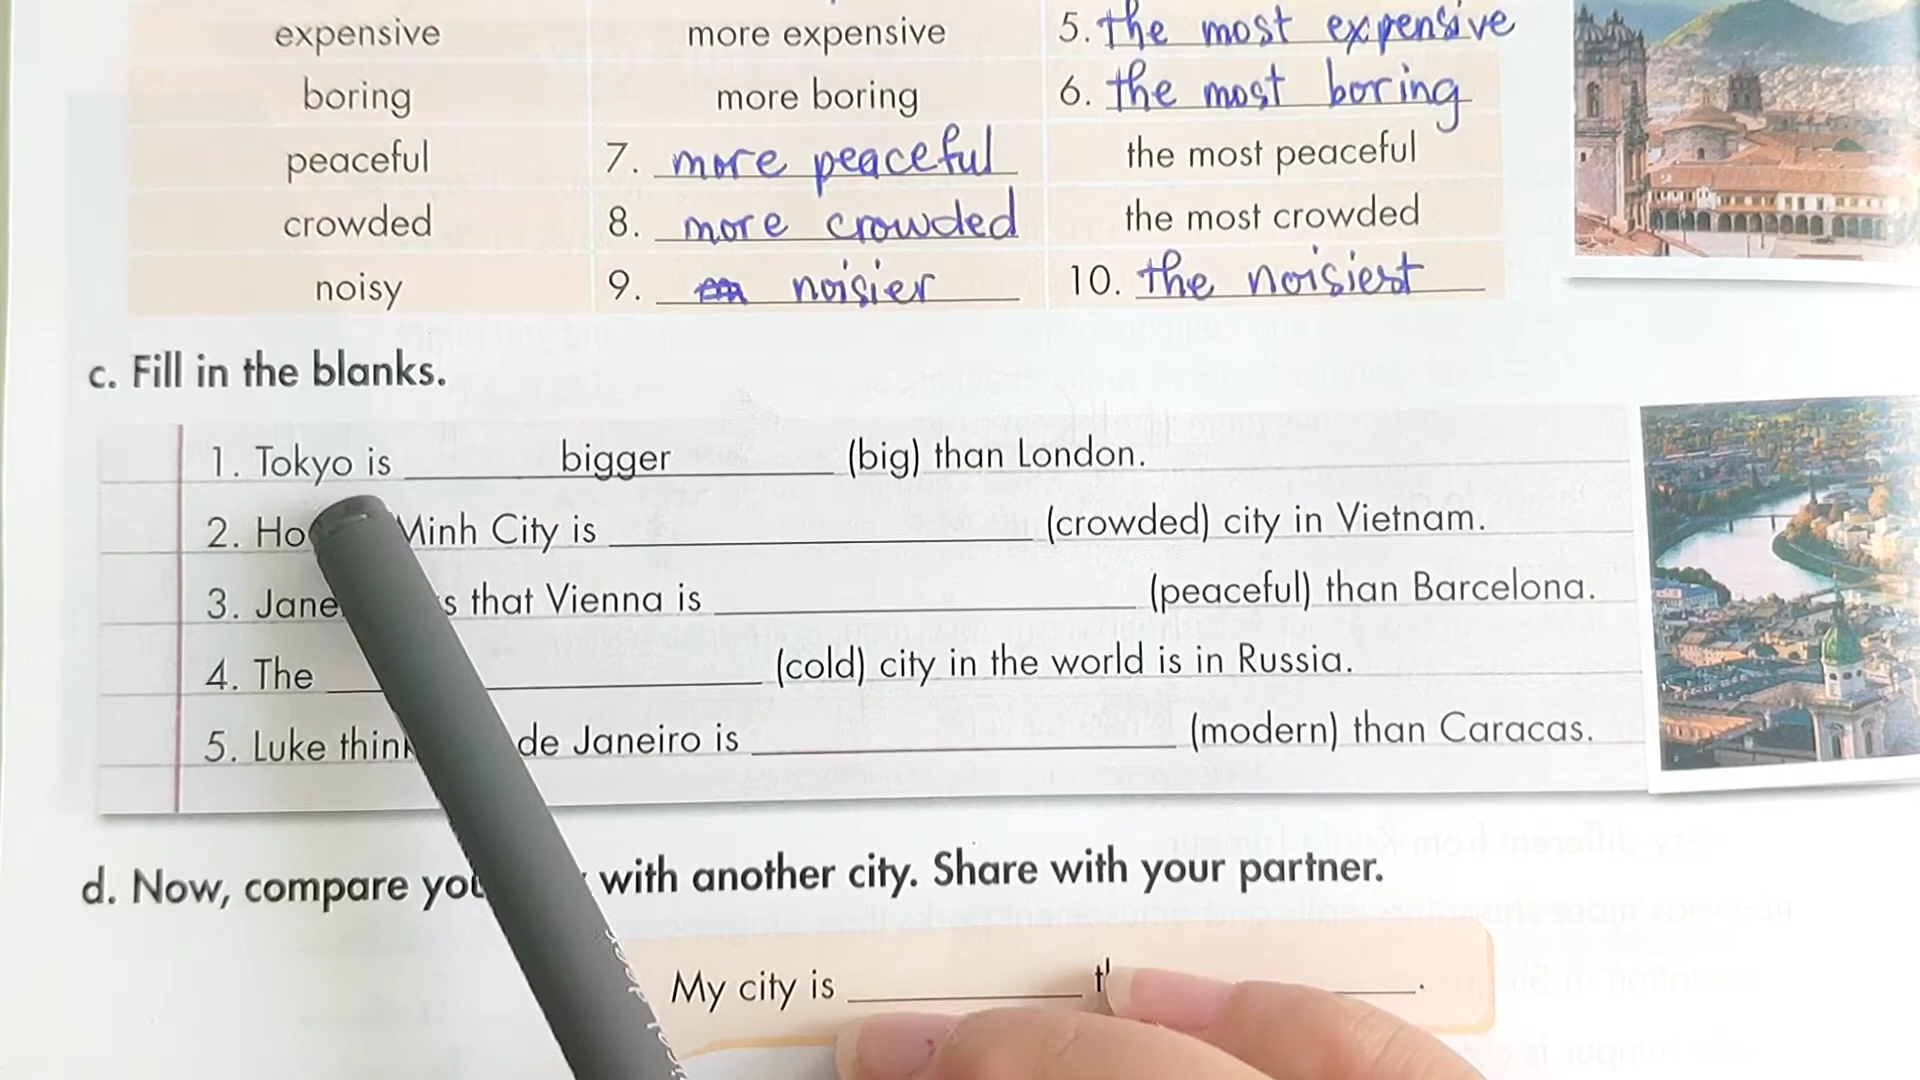 expensive more expensive 5. the most expensive
boring more boring 6. the most boring
peaceful 7. more peaceful the most peaceful
crowded 8. more crowded the most crowded
noisy 9. noisier 10. the noisiest
c. Fill in the blanks.
1. Tokyo is bigger (big) than London.
2. Ho Minh City is (crowded) city in Vietnam.
3. Jane that Vienna is (peaceful) than Barcelona.
4. The (cold) city in the world is in Russia.
5. Luke de Janeiro is (modern) than Caracas.
d. Now, compare with another city. Share with your partner.
My city is .